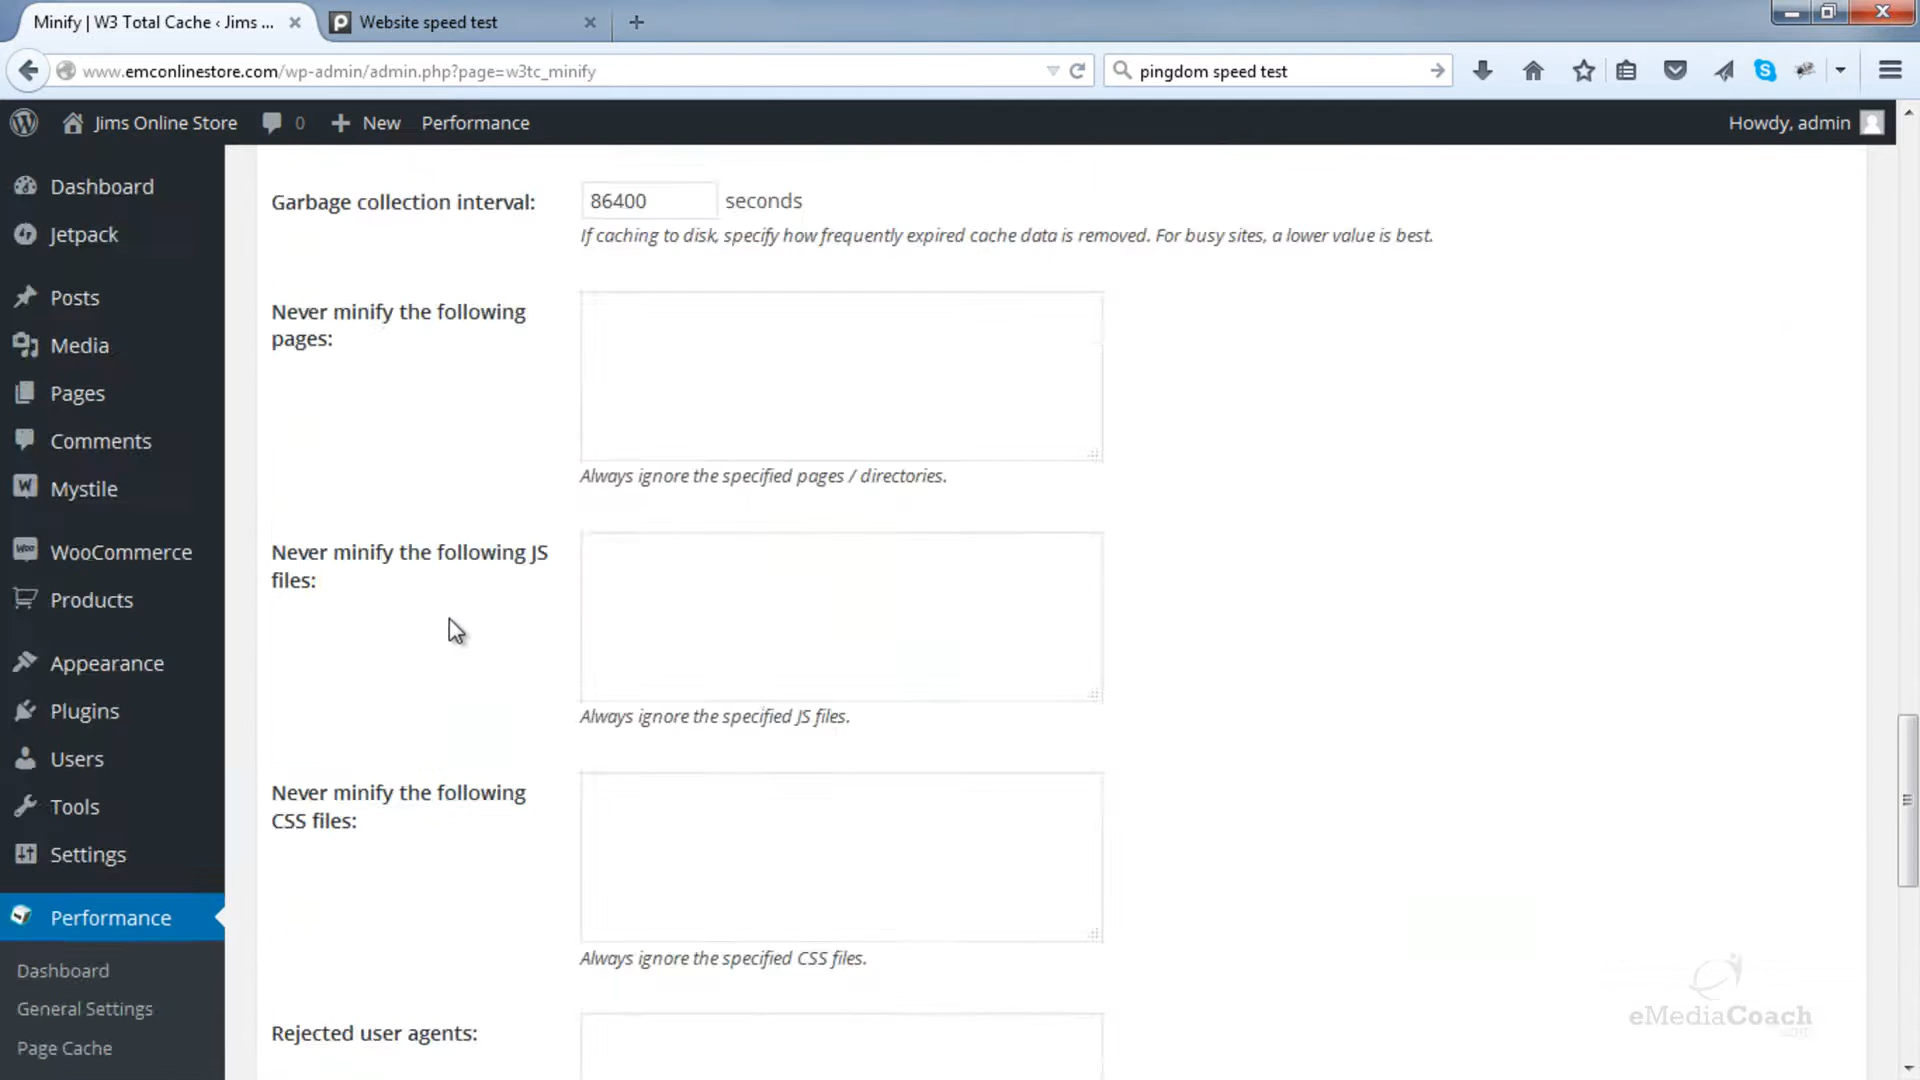 Minify | W3 Total Cache ‹ Jims ...
Website speed test
www.emconlinestore.com/wp-admin/admin.php?page=w3tc_minify
pingdom speed test
Jims Online Store
0
New
Performance
Howdy, admin
Dashboard
Jetpack
Posts
Media
Pages
Comments
Mystile
WooCommerce
Products
Appearance
Plugins
Users
Tools
Settings
Performance
Dashboard
General Settings
Page Cache
Garbage collection interval:
86400 seconds
If caching to disk, specify how frequently expired cache data is removed. For busy sites, a lower value is best.
Never minify the following
pages:
Always ignore the specified pages / directories.
Never minify the following JS
files:
Always ignore the specified JS files.
Never minify the following
CSS files:
Always ignore the specified CSS files.
Rejected user agents:
eMediaCoach